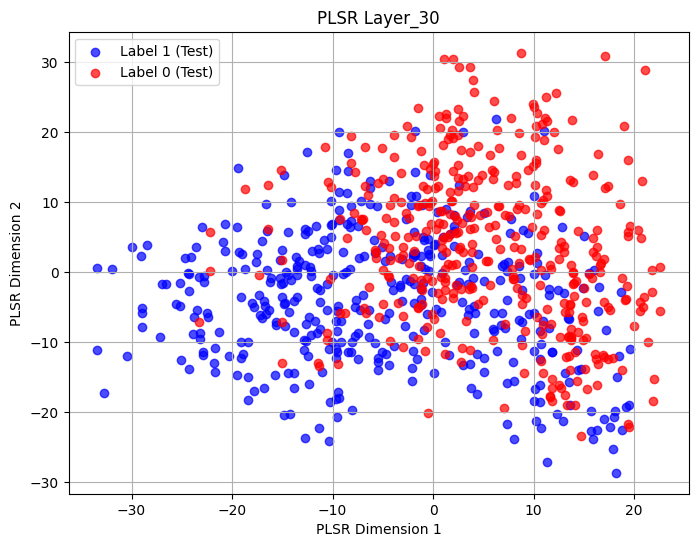 PLSR Layer_30
Label 1 (Test)
Label 0 (Test)
30
20
10
0
−10
−20
−30
PLSR Dimension 2
−30 −20 −10 0 10 20
PLSR Dimension 1